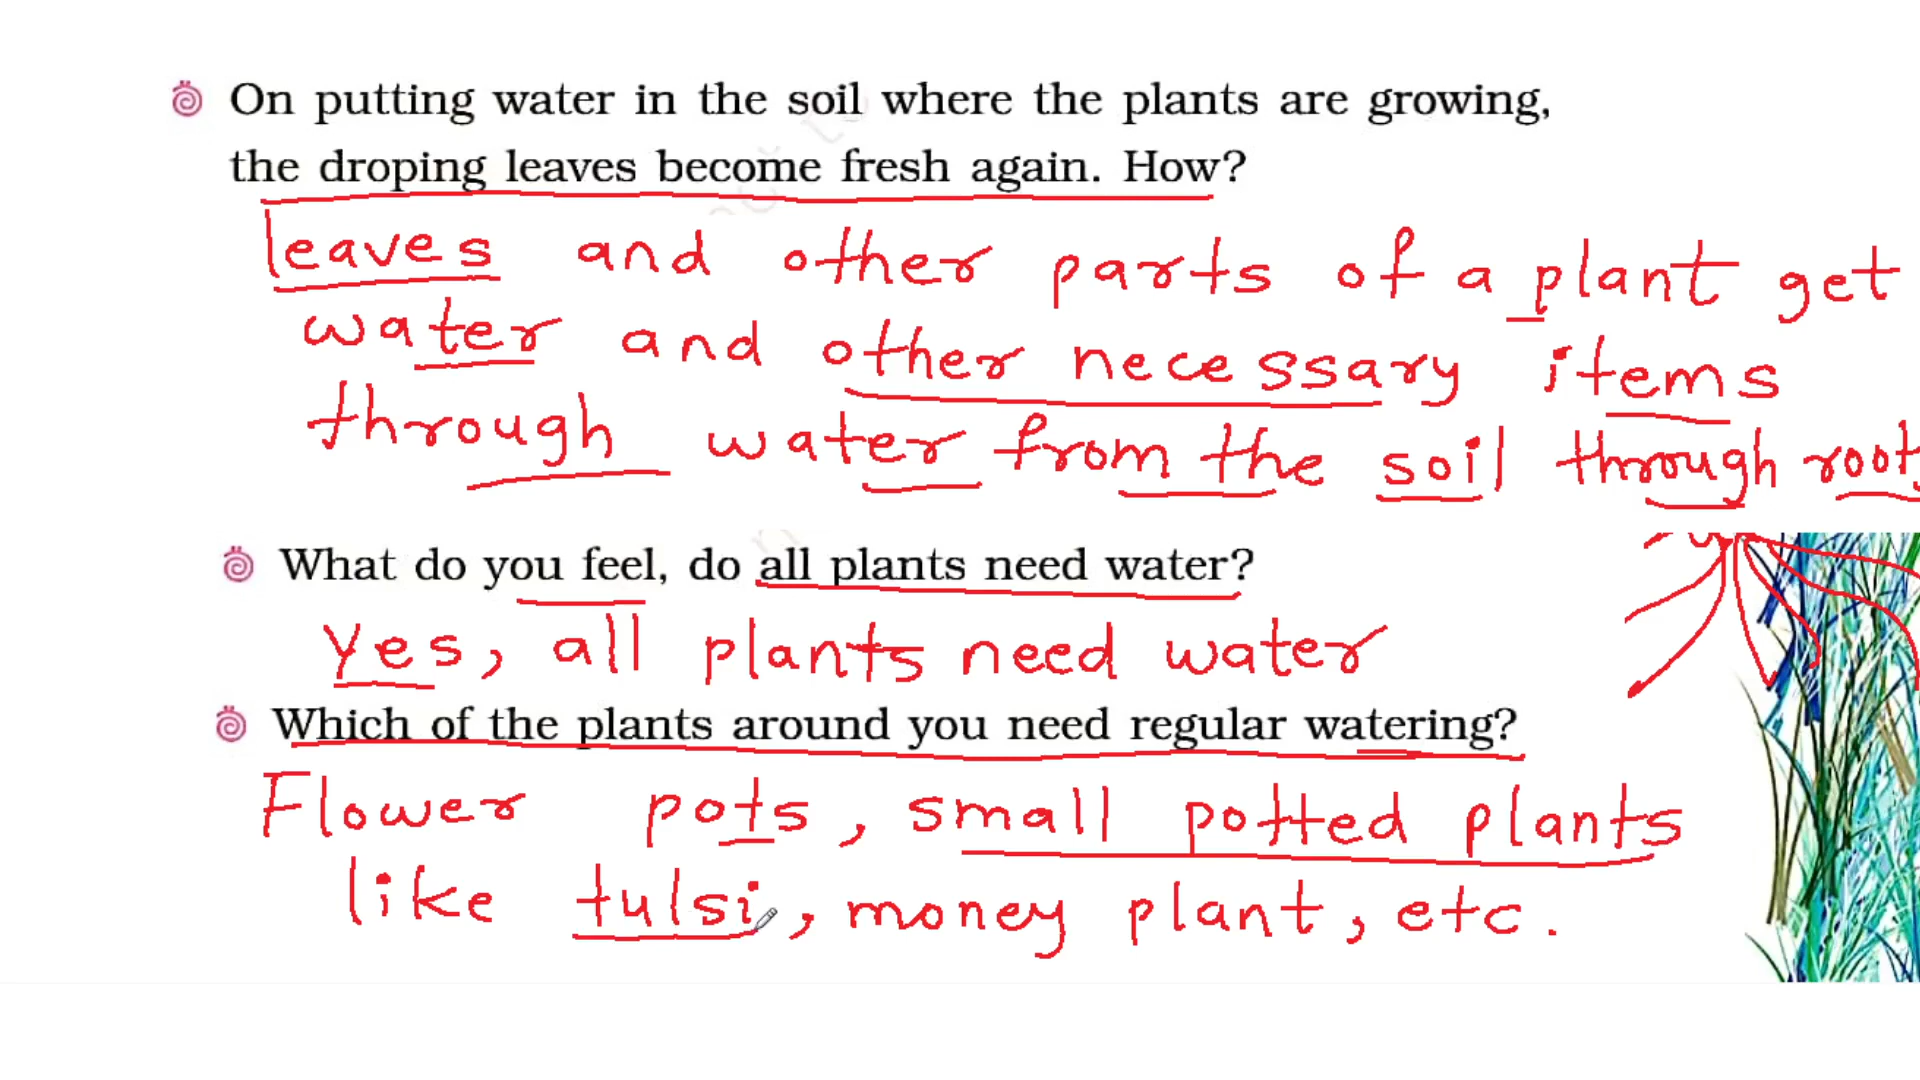 On putting water in the soil where the plants are growing,
the droping leaves become fresh again. How?
leaves and other parts of a plant get
water and other necessary items
through water from the soil through roots
What do you feel, do all plants need water?
Yes, all plants need water
Which of the plants around you need regular watering?
Flower pots, small potted plants
like tulsi, money plant, etc.